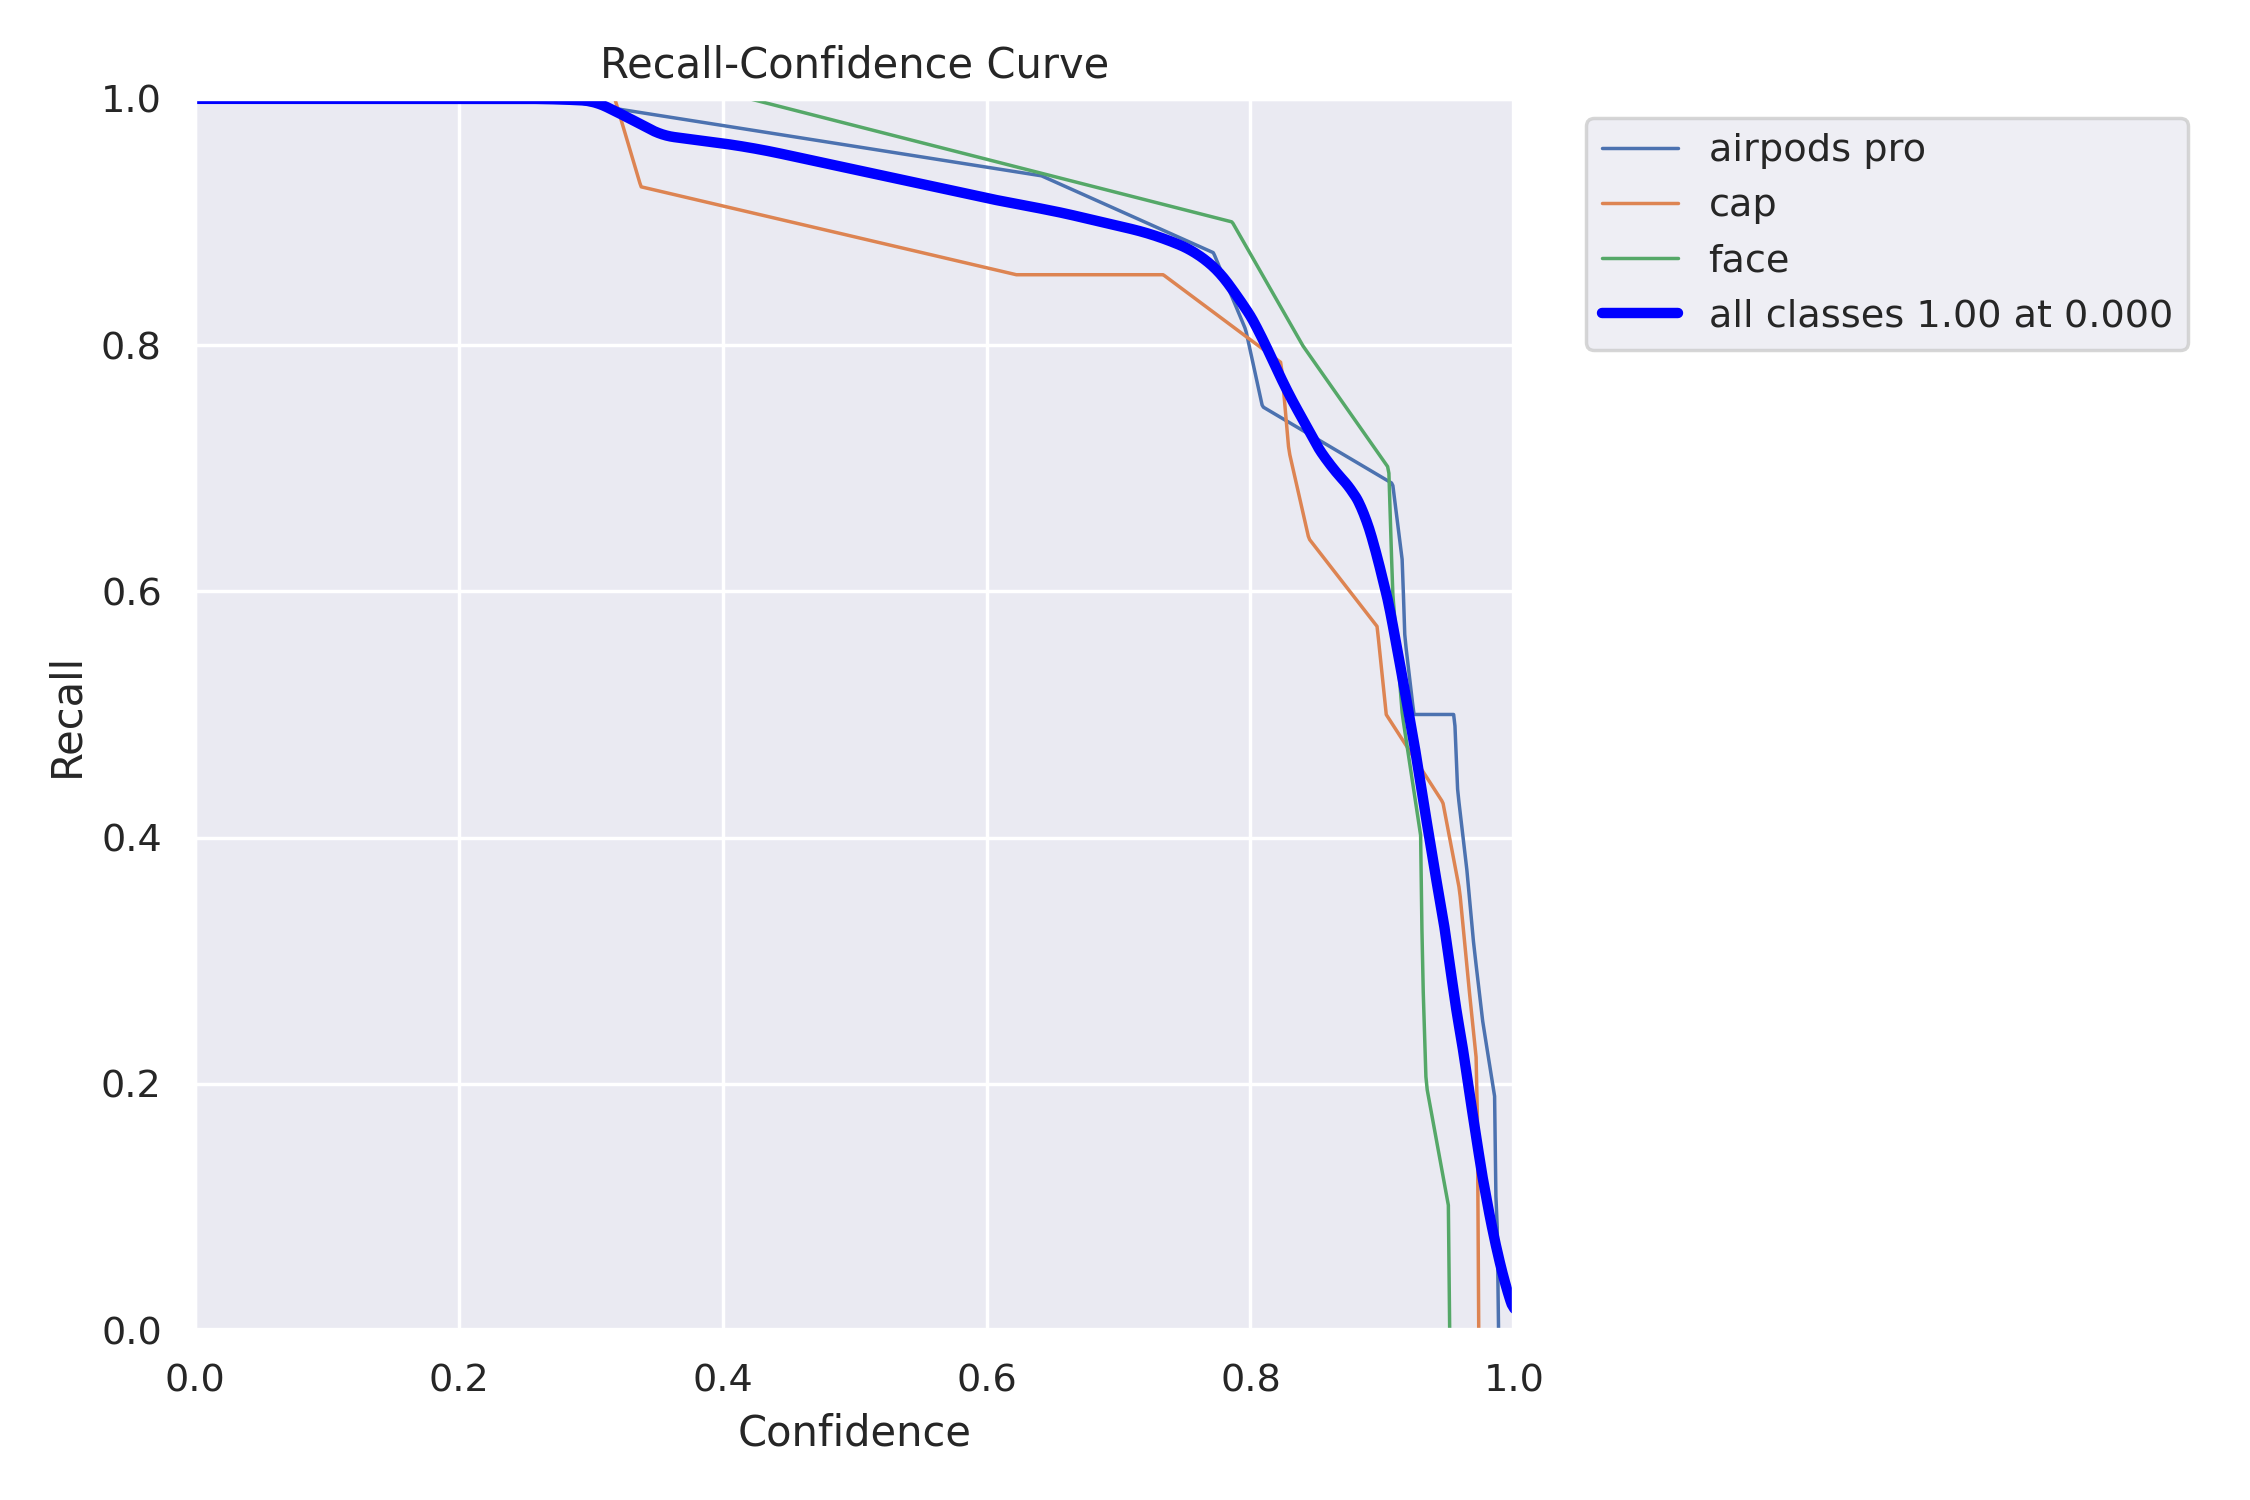 Recall-Confidence Curve
1.0
0.8
0.6
0.4
0.2
0.0
Recall
0.0 0.2 0.4 0.6 0.8 1.0
Confidence
airpods pro
cap
face
all classes 1.00 at 0.000